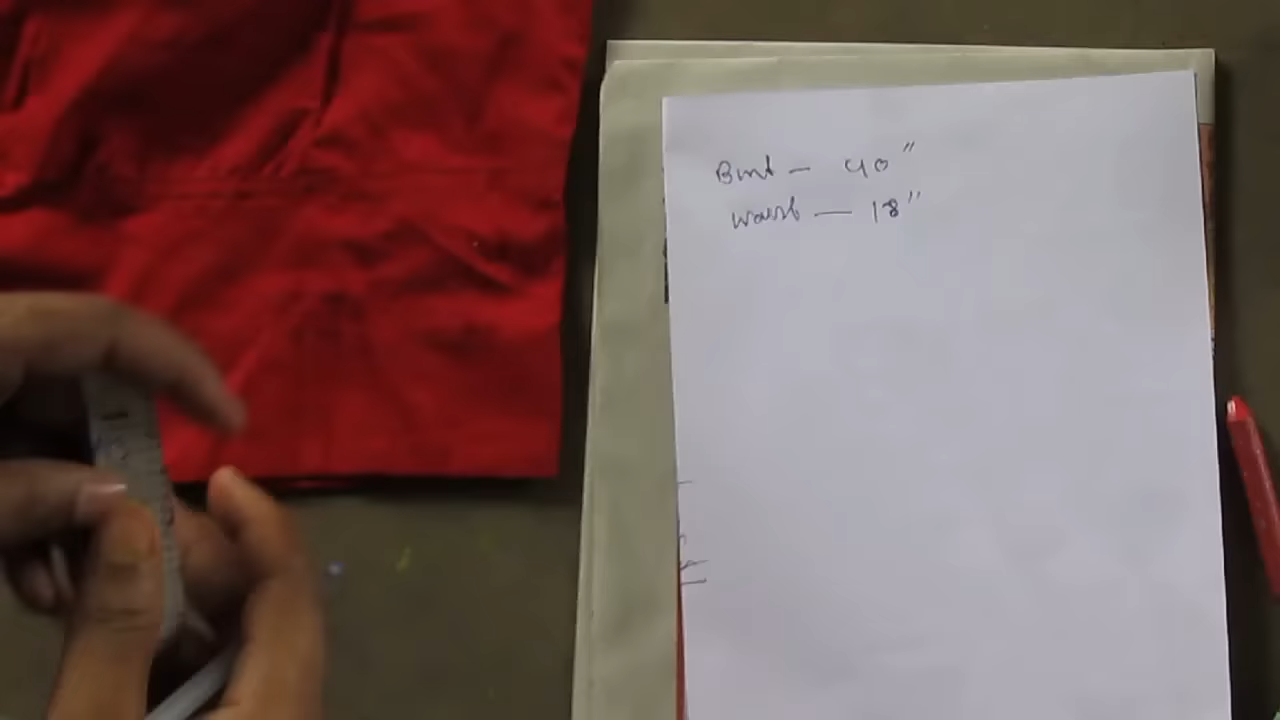 Bust — 40"
Waist — 18"